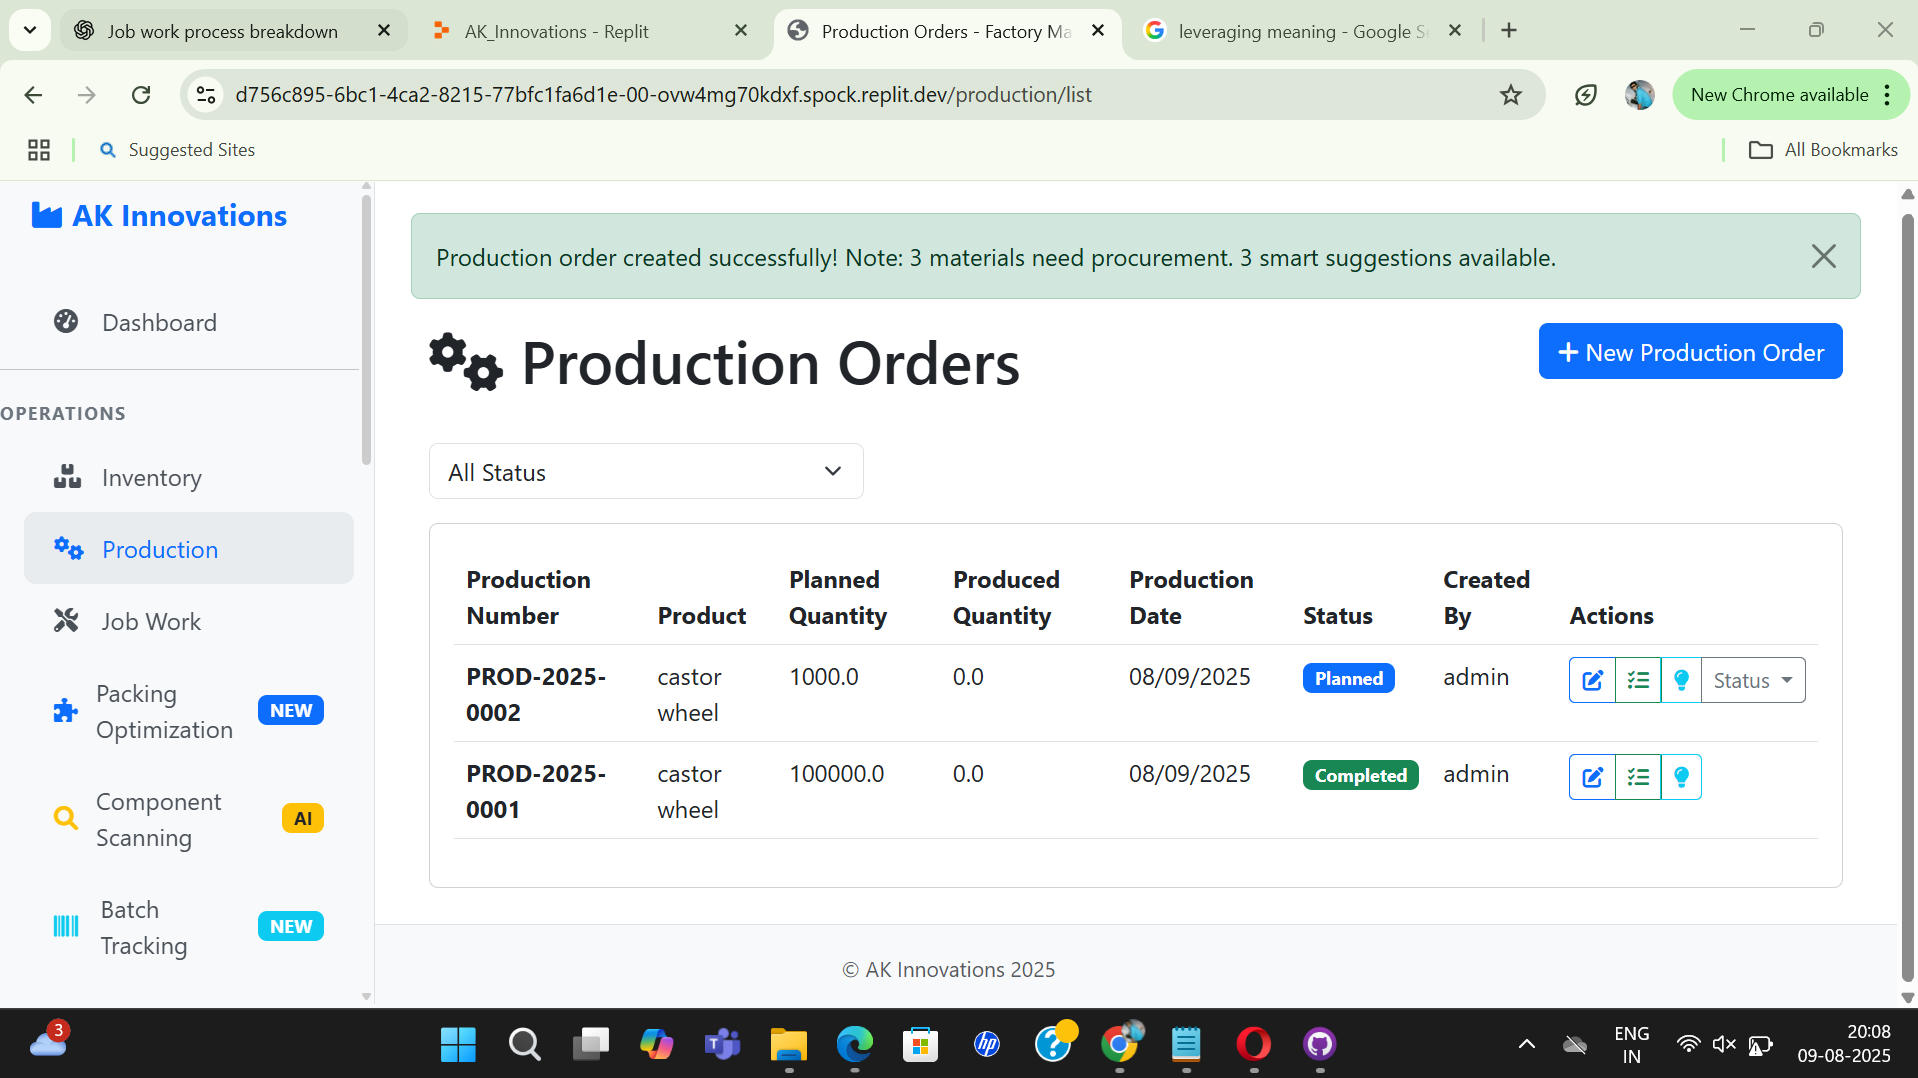 Job work process breakdown
AK_Innovations - Replit
Production Orders - Factory Ma
leveraging meaning - Google Se
d756c895-6bc1-4ca2-8215-77bfc1fa6d1e-00-ovw4mg70kdxf.spock.replit.dev/production/list
New Chrome available
Suggested Sites
All Bookmarks
AK Innovations
Dashboard
OPERATIONS
Inventory
Production
Job Work
Packing
Optimization
NEW
Component
Scanning
AI
Batch
Tracking
NEW
Production order created successfully! Note: 3 materials need procurement. 3 smart suggestions available.
Production Orders
New Production Order
All Status
Production Number Product Planned Quantity Produced Quantity Production Date Status Created By Actions
PROD-2025-0002 castor wheel 1000.0 0.0 08/09/2025 Planned admin Status
PROD-2025-0001 castor wheel 100000.0 0.0 08/09/2025 Completed admin
© AK Innovations 2025
3
ENG
IN
20:08
09-08-2025